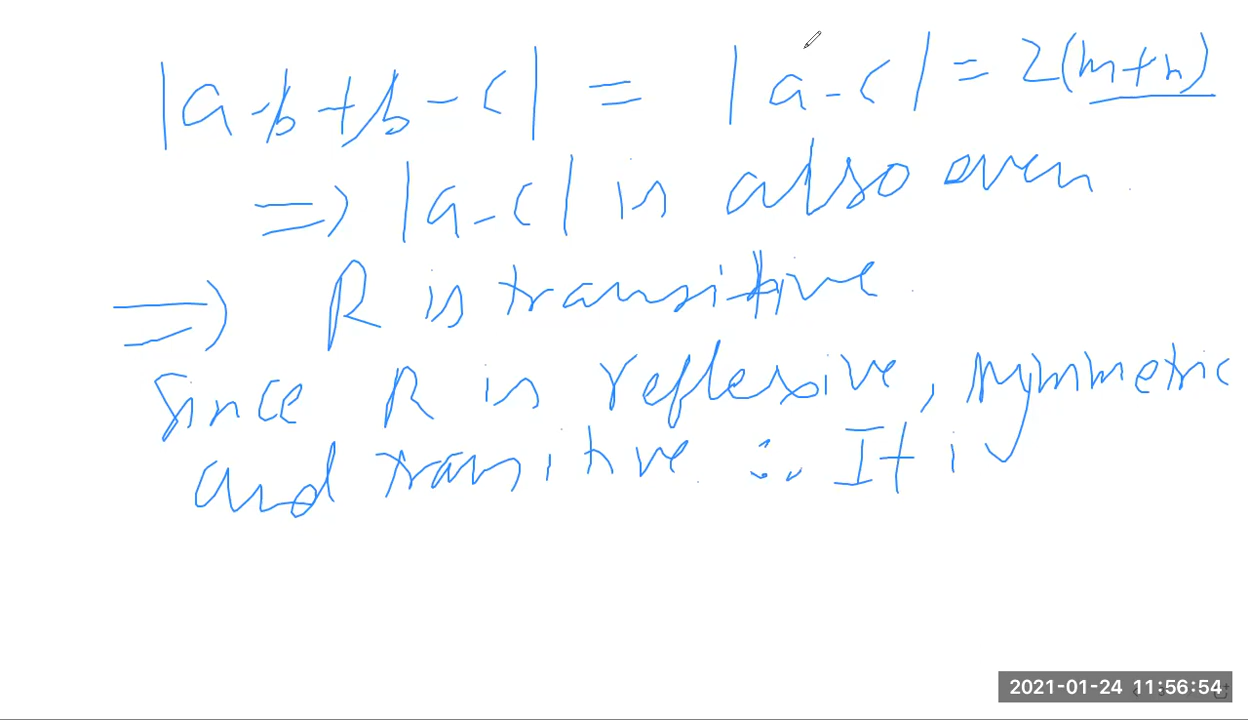 |a-b+b-c| = |a-c| = 2(m+n)
=> |a-c| is also even
=> R is transitive
Since R is reflexive, symmetric
and transitive ∴ It is
2021-01-24 11:56:54